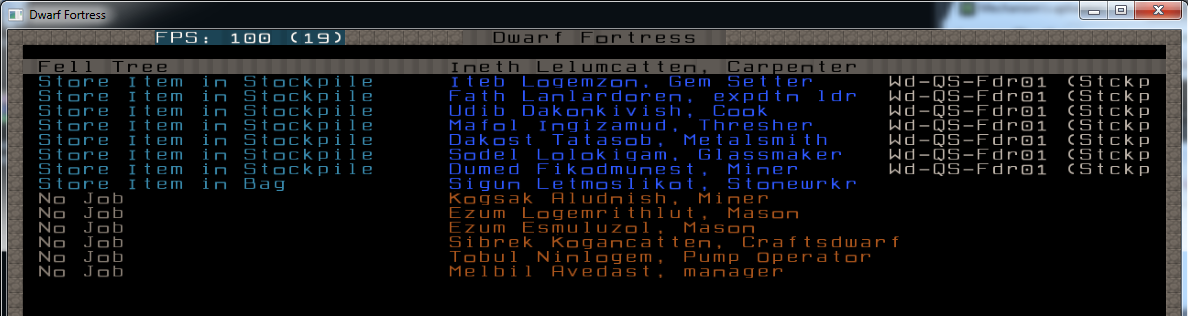 Dwarf Fortress
FPS: 100 (19) Dwarf Fortress
Fell Tree Ineth Lelumcatten, Carpenter
Store Item in Stockpile Iteb Logemzon, Gem Setter Wd-QS-Fdr01 (Stckp
Store Item in Stockpile Fath Lanlardoren, expdtn ldr Wd-QS-Fdr01 (Stckp
Store Item in Stockpile Udib Dakonkivish, Cook Wd-QS-Fdr01 (Stckp
Store Item in Stockpile Mafol Ingizamud, Thresher Wd-QS-Fdr01 (Stckp
Store Item in Stockpile Dakost Tatasob, Metalsmith Wd-QS-Fdr01 (Stckp
Store Item in Stockpile Sodel Lolokigam, Glassmaker Wd-QS-Fdr01 (Stckp
Store Item in Stockpile Dumed Fikodmunest, Miner Wd-QS-Fdr01 (Stckp
Store Item in Bag Sigun Letmoslikot, Stonewrkr
No Job Kogsak Aludnish, Miner
No Job Ezum Logemrithlut, Mason
No Job Ezum Esmuluzol, Mason
No Job Sibrek Kogancatten, Craftsdwarf
No Job Tobul Ninlogem, Pump Operator
No Job Melbil Avedast, manager